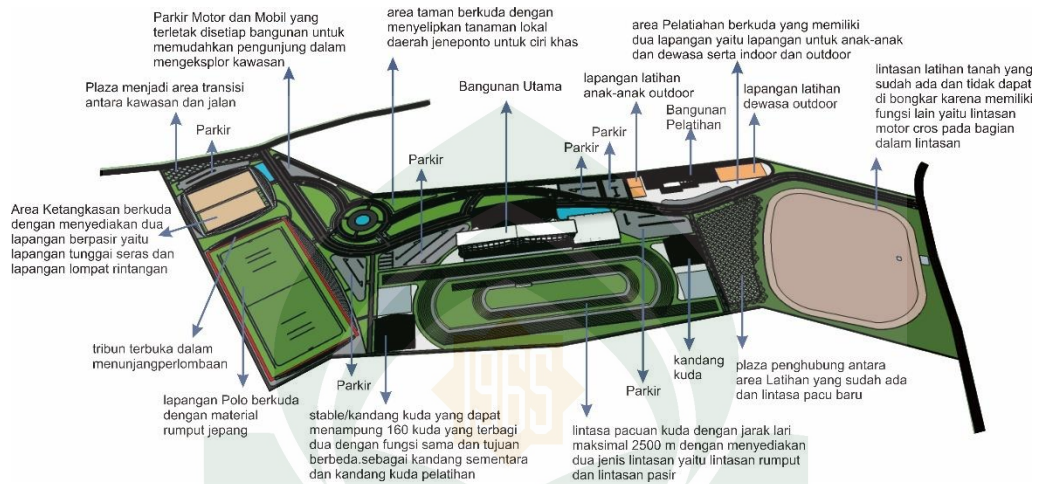 Parkir Motor dan Mobil yang
terletak disetiap bangunan untuk
memudahkan pengunjung dalam
mengeksplor kawasan
area taman berkuda dengan
menyelipkan tanaman lokal
daerah jeneponto untuk ciri khas
area Pelatiahan berkuda yang memiliki
dua lapangan yaitu lapangan untuk anak-anak
dan dewasa serta indoor dan outdoor
lintasan latihan tanah yang
sudah ada dan tidak dapat
di bongkar karena memiliki
fungsi lain yaitu lintasan
motor cros pada bagian
dalam lintasan
Plaza menjadi area transisi
antara kawasan dan jalan
Bangunan Utama
lapangan latihan
anak-anak outdoor
Bangunan
Pelatihan
lapangan latihan
dewasa outdoor
Parkir
Parkir
Parkir
Parkir
Area Ketangkasan berkuda
dengan menyediakan dua
lapangan berpasir yaitu
lapangan tunggai seras dan
lapangan lompat rintangan
tribun terbuka dalam
menunjangperlombaan
lapangan Polo berkuda
dengan material
rumput jepang
Parkir
stable/kandang kuda yang dapat
menampung 160 kuda yang terbagi
dua dengan fungsi sama dan tujuan
berbeda.sebagai kandang sementara
dan kandang kuda pelatihan
lintasa pacuan kuda dengan jarak lari
maksimal 2500 m dengan menyediakan
dua jenis lintasan yaitu lintasan rumput
dan lintasan pasir
Parkir
kandang
kuda
plaza penghubung antara
area Latihan yang sudah ada
dan lintasa pacu baru
1965